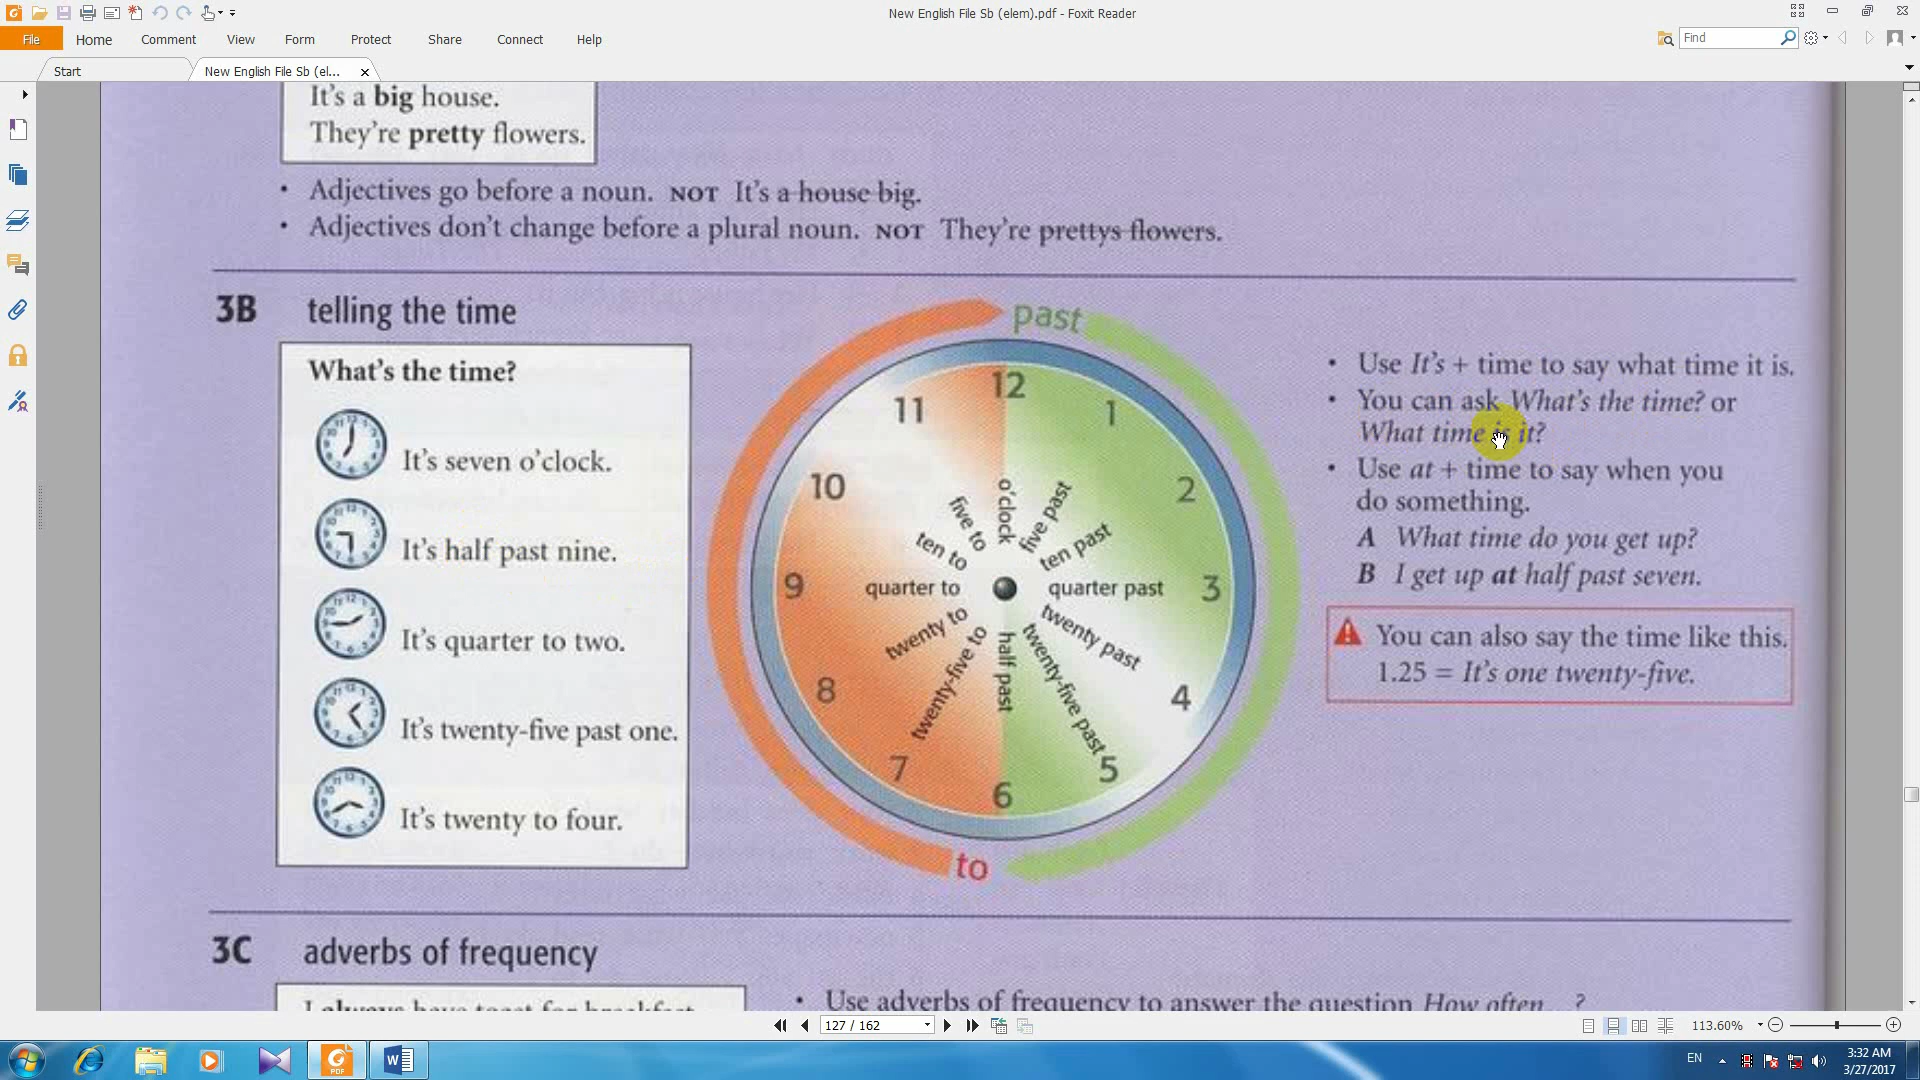 New English File Sb (elem).pdf - Foxit Reader
File Home Comment View Form Protect Share Connect Help
Find
Start
New English File Sb (el...
It's a big house.
They're pretty flowers.
• Adjectives go before a noun. NOT It's a house big.
• Adjectives don't change before a plural noun. NOT They're prettys flowers.
3B telling the time
What's the time?
It's seven o'clock.
It's half past nine.
It's quarter to two.
It's twenty-five past one.
It's twenty to four.
past
12
1
2
3
4
5
6
7
8
9
10
11
o'clock
five past
ten past
quarter past
twenty past
twenty-five past
half past
twenty-five to
twenty to
quarter to
ten to
five to
to
• Use It's + time to say what time it is.
• You can ask What's the time? or
What time is it?
• Use at + time to say when you
do something.
A What time do you get up?
B I get up at half past seven.
You can also say the time like this.
1.25 = It's one twenty-five.
3C adverbs of frequency
I always have toast for breakfast
• Use adverbs of frequency to answer the question How often ...?
127 / 162
113.60%
EN
3:32 AM
3/27/2017